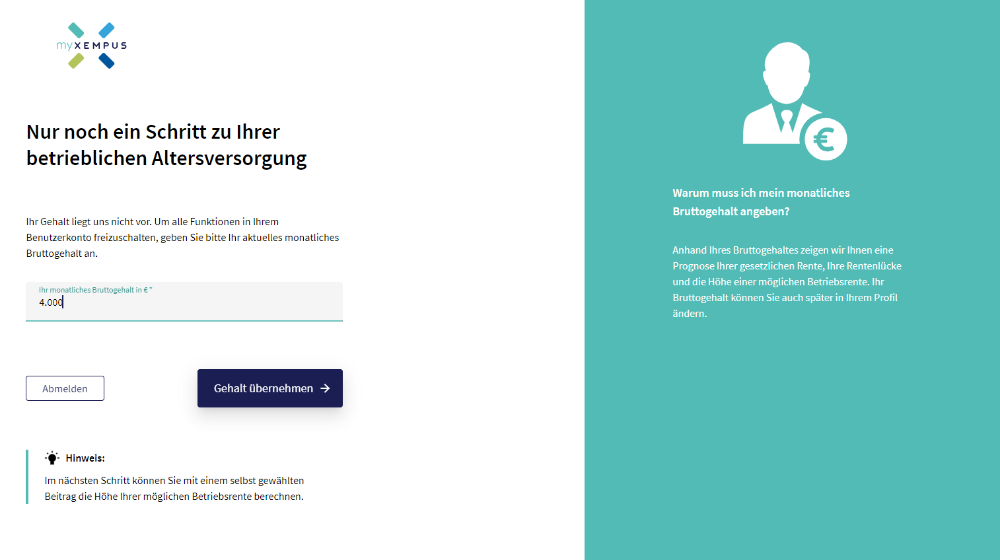 myXEMPUS
Nur noch ein Schritt zu Ihrer
betrieblichen Altersversorgung
Ihr Gehalt liegt uns nicht vor. Um alle Funktionen in Ihrem
Benutzerkonto freizuschalten, geben Sie bitte Ihr aktuelles monatliches
Bruttogehalt an.
Ihr monatliches Bruttogehalt in € *
4.000
Abmelden
Gehalt übernehmen →
Hinweis:
Im nächsten Schritt können Sie mit einem selbst gewählten
Beitrag die Höhe Ihrer möglichen Betriebsrente berechnen.
€
Warum muss ich mein monatliches
Bruttogehalt angeben?
Anhand Ihres Bruttogehaltes zeigen wir Ihnen eine
Prognose Ihrer gesetzlichen Rente, Ihre Rentenlücke
und die Höhe einer möglichen Betriebsrente. Ihr
Bruttogehalt können Sie auch später in Ihrem Profil
ändern.